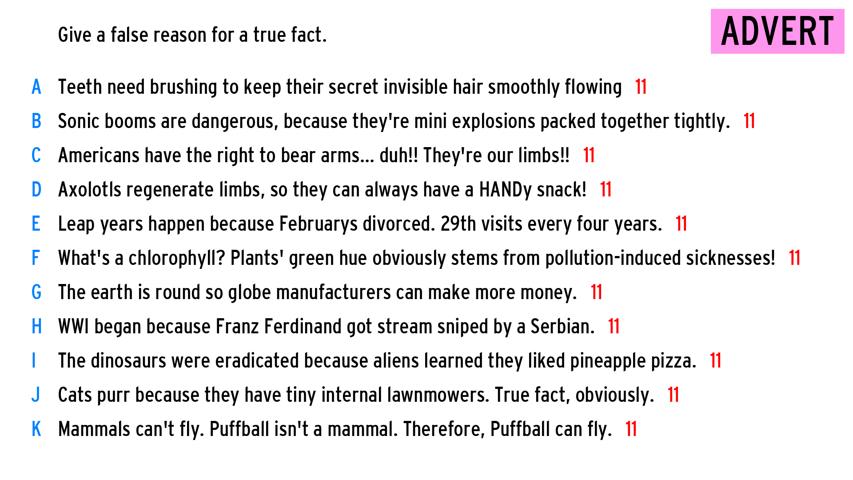 Give a false reason for a true fact.
ADVERT
A Teeth need brushing to keep their secret invisible hair smoothly flowing 11
B Sonic booms are dangerous, because they're mini explosions packed together tightly. 11
C Americans have the right to bear arms... duh!! They're our limbs!! 11
D Axolotls regenerate limbs, so they can always have a HANDy snack! 11
E Leap years happen because Februarys divorced. 29th visits every four years. 11
F What's a chlorophyll? Plants' green hue obviously stems from pollution-induced sicknesses! 11
G The earth is round so globe manufacturers can make more money. 11
H WWI began because Franz Ferdinand got stream sniped by a Serbian. 11
I The dinosaurs were eradicated because aliens learned they liked pineapple pizza. 11
J Cats purr because they have tiny internal lawnmowers. True fact, obviously. 11
K Mammals can't fly. Puffball isn't a mammal. Therefore, Puffball can fly. 11